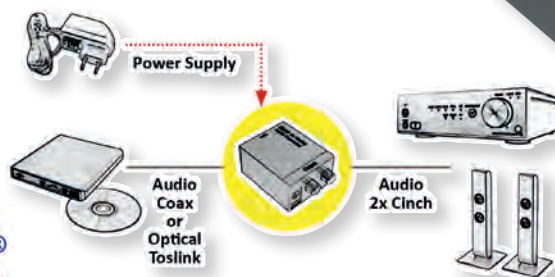 Power Supply
Audio
Coax
or
Optical
Toslink
Audio
2x Cinch
®